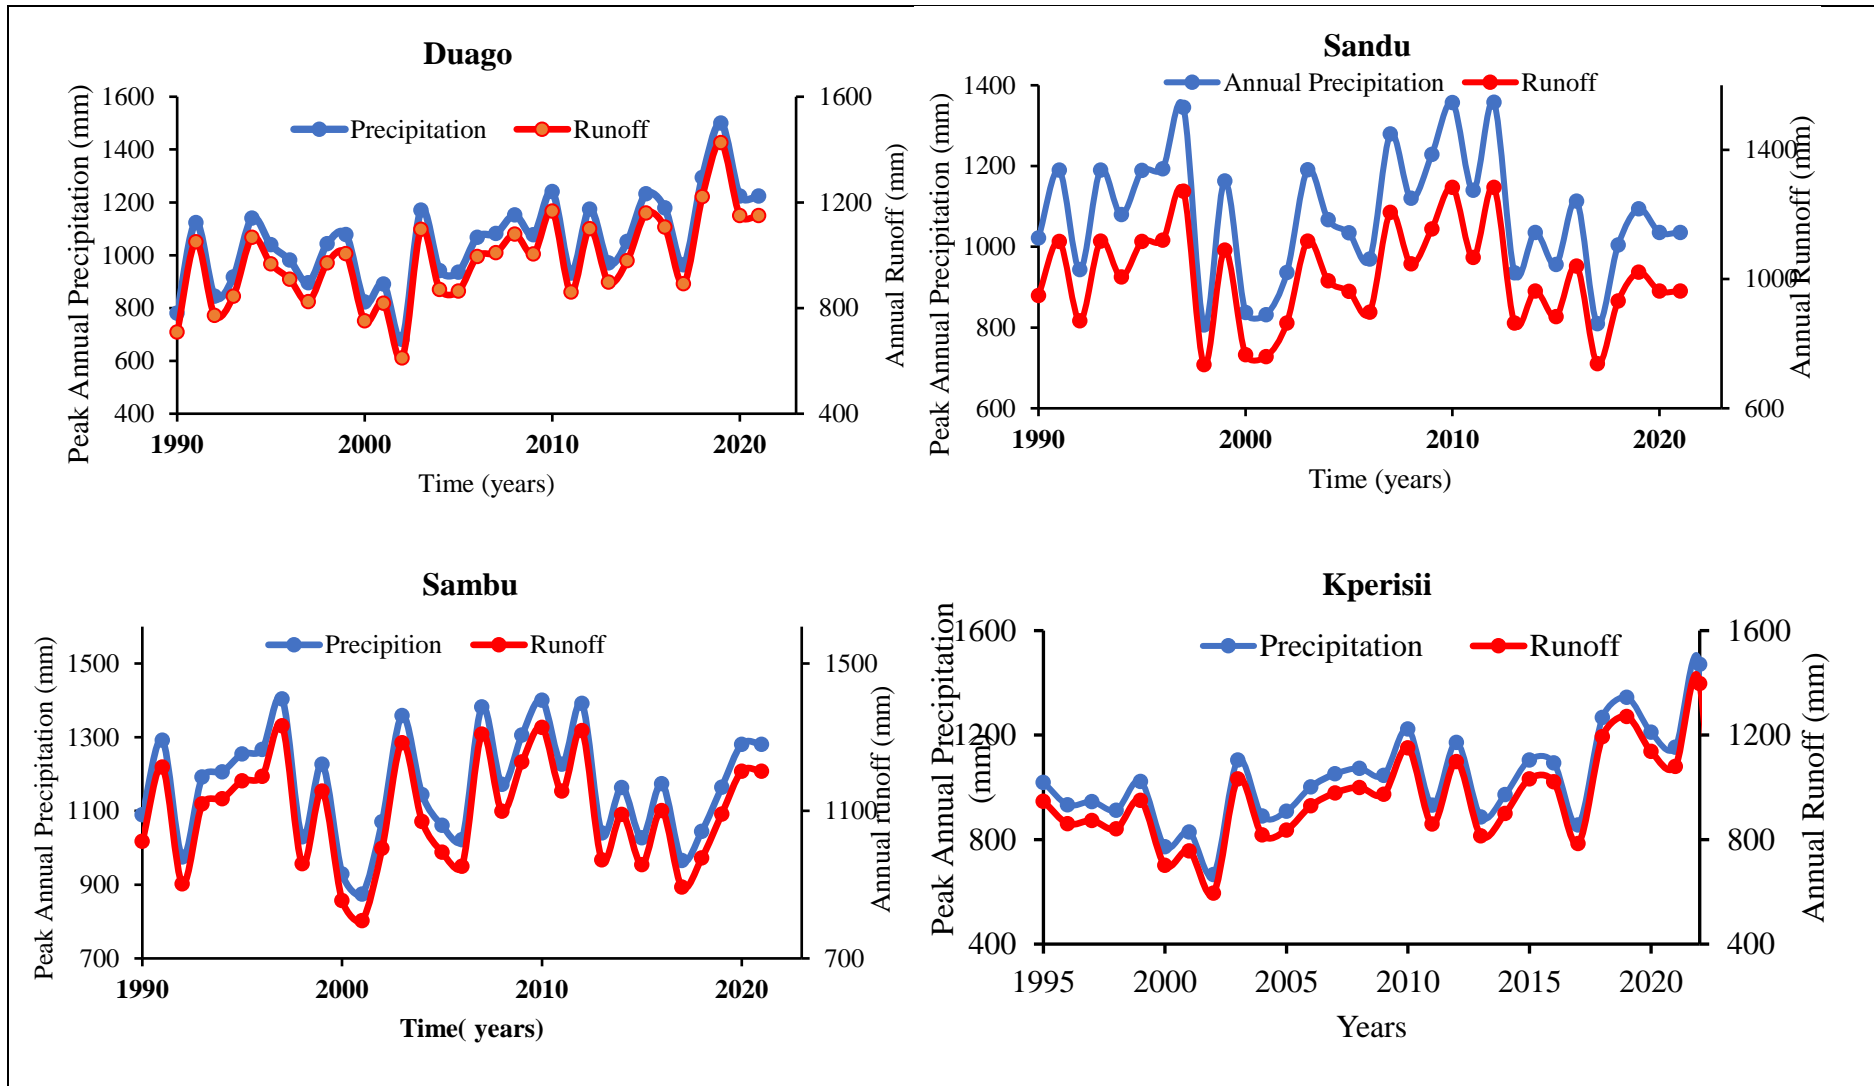 Duago
Peak Annual Precipitation (mm)
1600
1400
1200
1000
800
600
400
Precipitation
Runoff
1600
1200
800
400
Annual Runoff (mm
1990
2000
2010
2020
Time (years)
Sandu
Peak Annual Precipitation (mm)
1400
1200
1000
800
600
Annual Precipitation
Runoff
1400
1000
600
Annual Runnoff (mm)
1990
2000
2010
2020
Time (years)
Sambu
Peak Annual Precipitation (mm)
1500
1300
1100
900
700
Precipition
Runoff
1500
1100
700
Annual runoff (mm)
1990
2000
2010
2020
Time( years)
Kperisii
Peak Annual Precipitation
(mm)
1600
1200
800
400
Precipitation
Runoff
1600
1200
800
400
Annual Runoff (mm)
1995
2000
2005
2010
2015
2020
Years